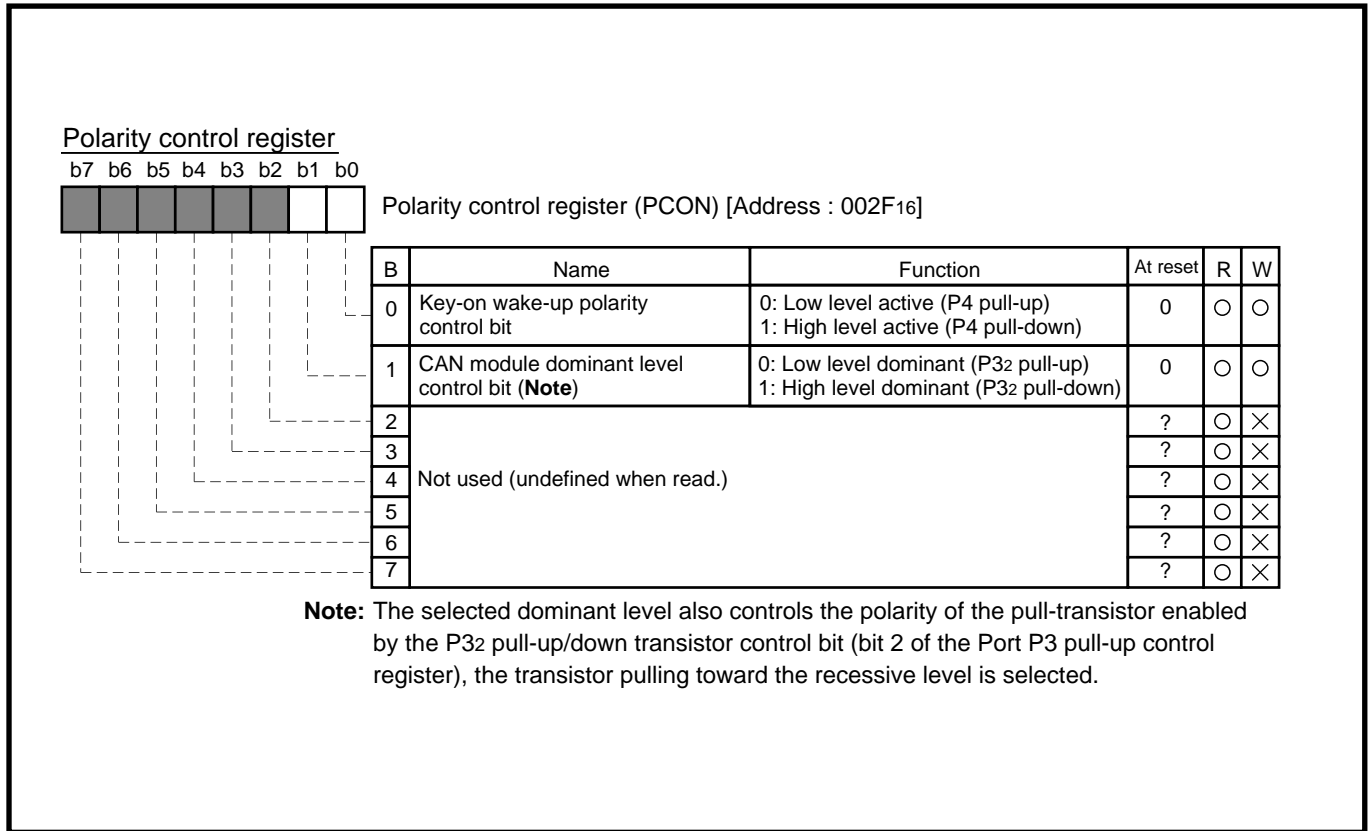 Polarity control register
b7 b6 b5 b4 b3 b2 b1 b0
Polarity control register (PCON) [Address : 002F16]
B Name Function At reset R W
0 Key-on wake-up polarity control bit 0: Low level active (P4 pull-up) 1: High level active (P4 pull-down) 0 ○ ○
1 CAN module dominant level control bit (Note) 0: Low level dominant (P32 pull-up) 1: High level dominant (P32 pull-down) 0 ○ ○
2 ? ○ ×
3 ? ○ ×
4 Not used (undefined when read.) ? ○ ×
5 ? ○ ×
6 ? ○ ×
7 ? ○ ×
Note: The selected dominant level also controls the polarity of the pull-transistor enabled
by the P32 pull-up/down transistor control bit (bit 2 of the Port P3 pull-up control
register), the transistor pulling toward the recessive level is selected.